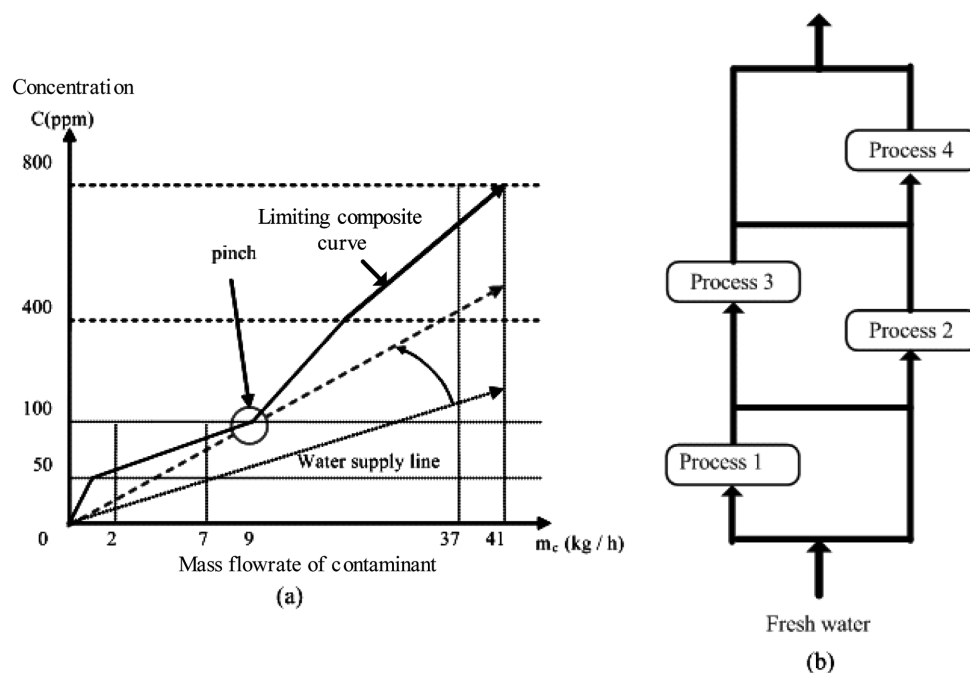 Concentration
C(ppm)
800
Limiting composite
curve
pinch
400
100
50
Water supply line
0 2 7 9 37 41 m_c (kg / h)
Mass flowrate of contaminant
(a)
Process 4
Process 3
Process 2
Process 1
Fresh water
(b)